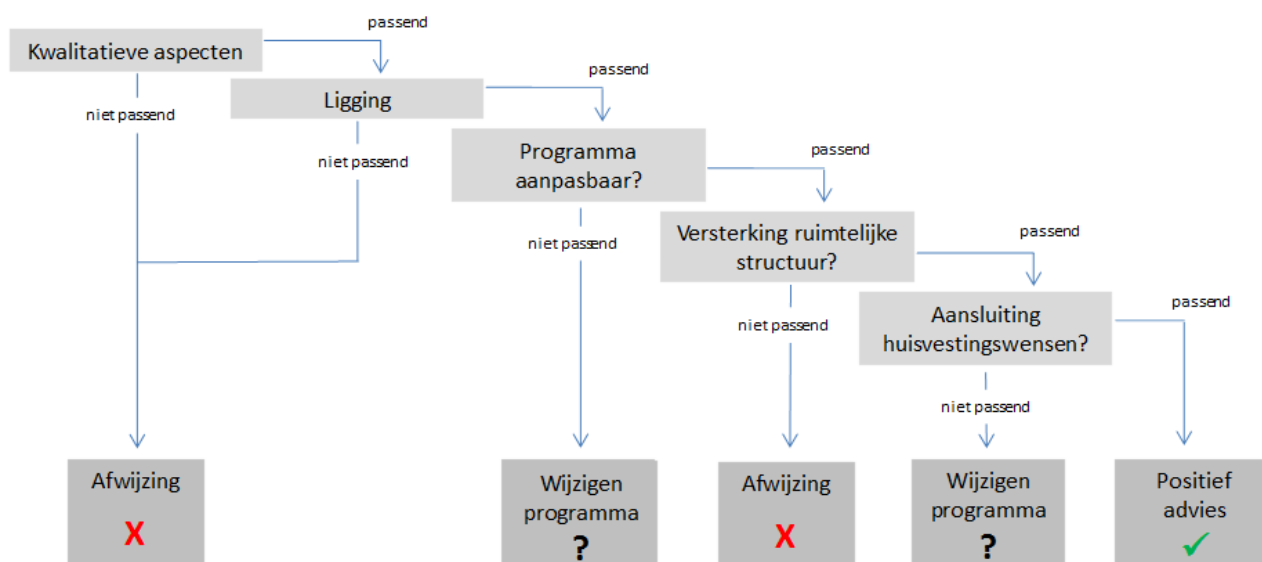 passend
Kwalitatieve aspecten
passend
niet passend
Ligging
niet passend
Programma
aanpasbaar?
passend
niet passend
Versterking ruimtelijke
structuur?
passend
niet passend
Aansluiting
huisvestingswensen?
passend
niet passend
Afwijzing
X
Wijzigen
programma
?
Afwijzing
X
Wijzigen
programma
?
Positief
advies
✓